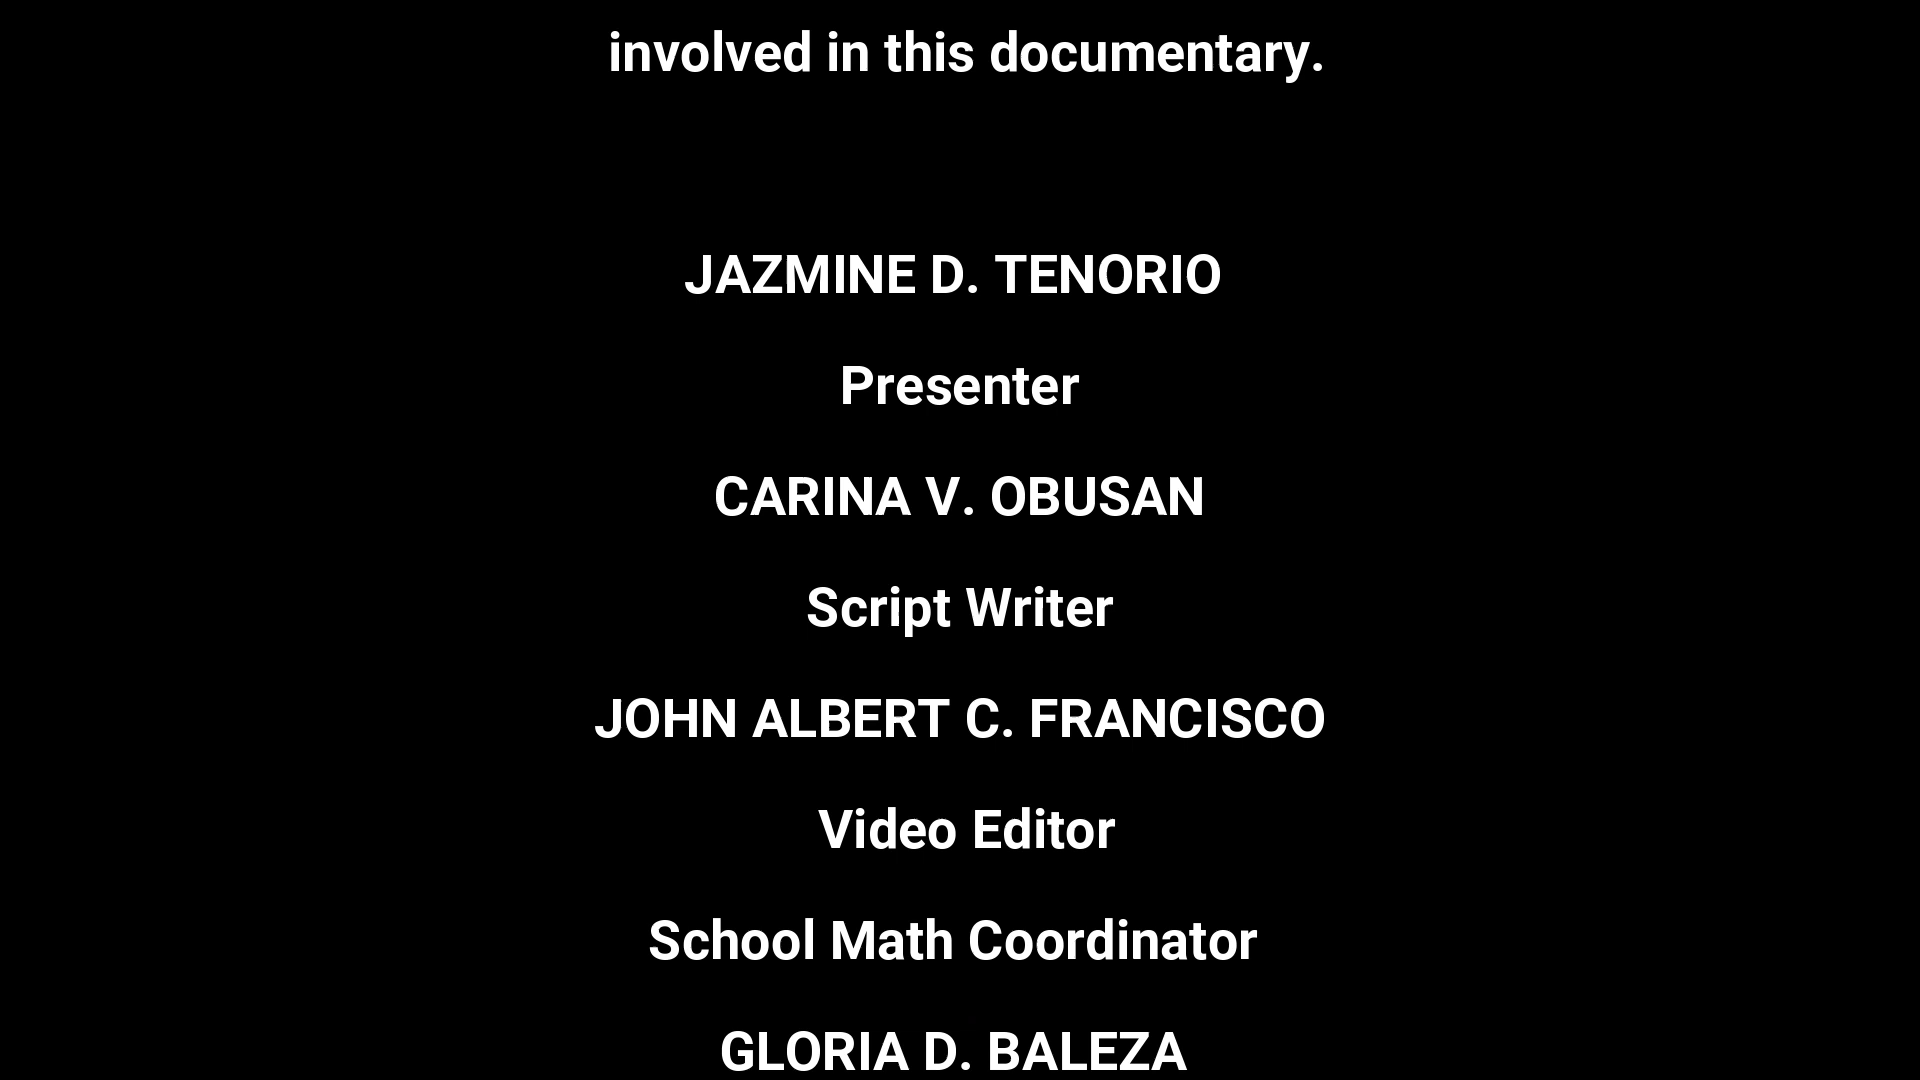 involved in this documentary.
JAZMINE D. TENORIO
Presenter
CARINA V. OBUSAN
Script Writer
JOHN ALBERT C. FRANCISCO
Video Editor
School Math Coordinator
GLORIA D. BALEZA